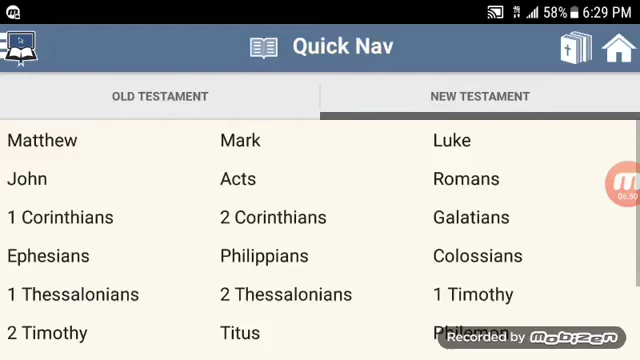 58% 6:29 PM
Quick Nav
OLD TESTAMENT NEW TESTAMENT
Matthew Mark Luke
John Acts Romans
1 Corinthians 2 Corinthians Galatians
Ephesians Philippians Colossians
1 Thessalonians 2 Thessalonians 1 Timothy
2 Timothy Titus Philemon
Recorded by mobizen